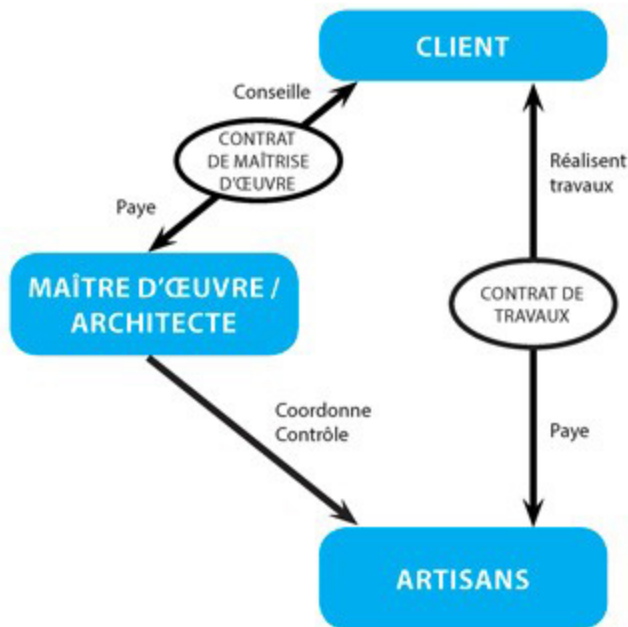 CLIENT
Conseille
CONTRAT
DE MAÎTRISE
D'ŒUVRE
Paye
Réalisent
travaux
MAÎTRE D'ŒUVRE /
ARCHITECTE
CONTRAT DE
TRAVAUX
Coordonne
Contrôle
Paye
ARTISANS